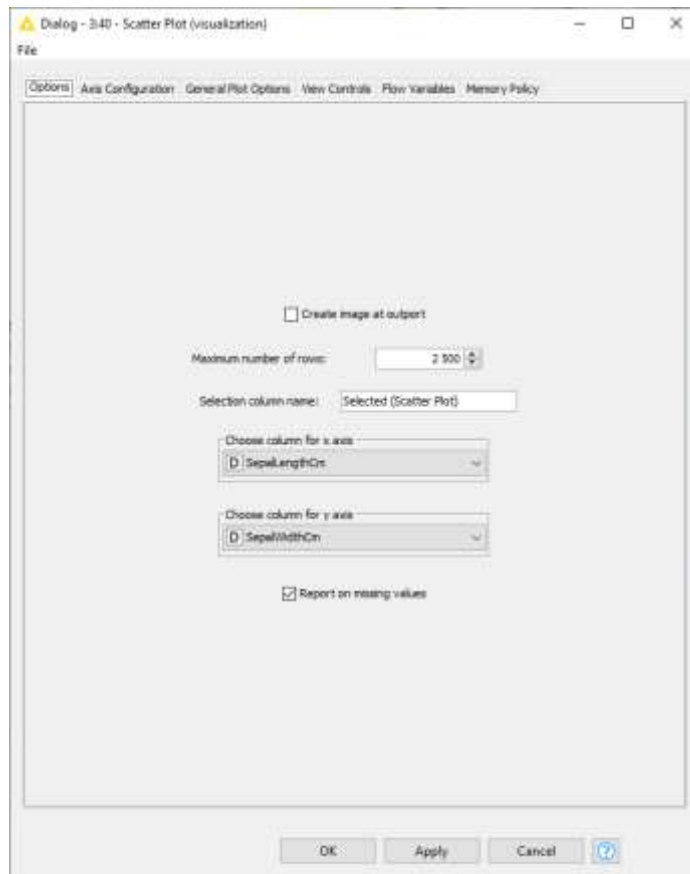 Dialog - 3:40 - Scatter Plot (visualization)
File
Options Axis Configuration General Plot Options View Controls Flow Variables Memory Policy
Create image at outport
Maximum number of rows: 2 500
Selection column name: Selected (Scatter Plot)
Choose column for x axis
D SepalLengthCm
Choose column for y axis
D SepalWidthCm
Report on missing values
OK Apply Cancel ?